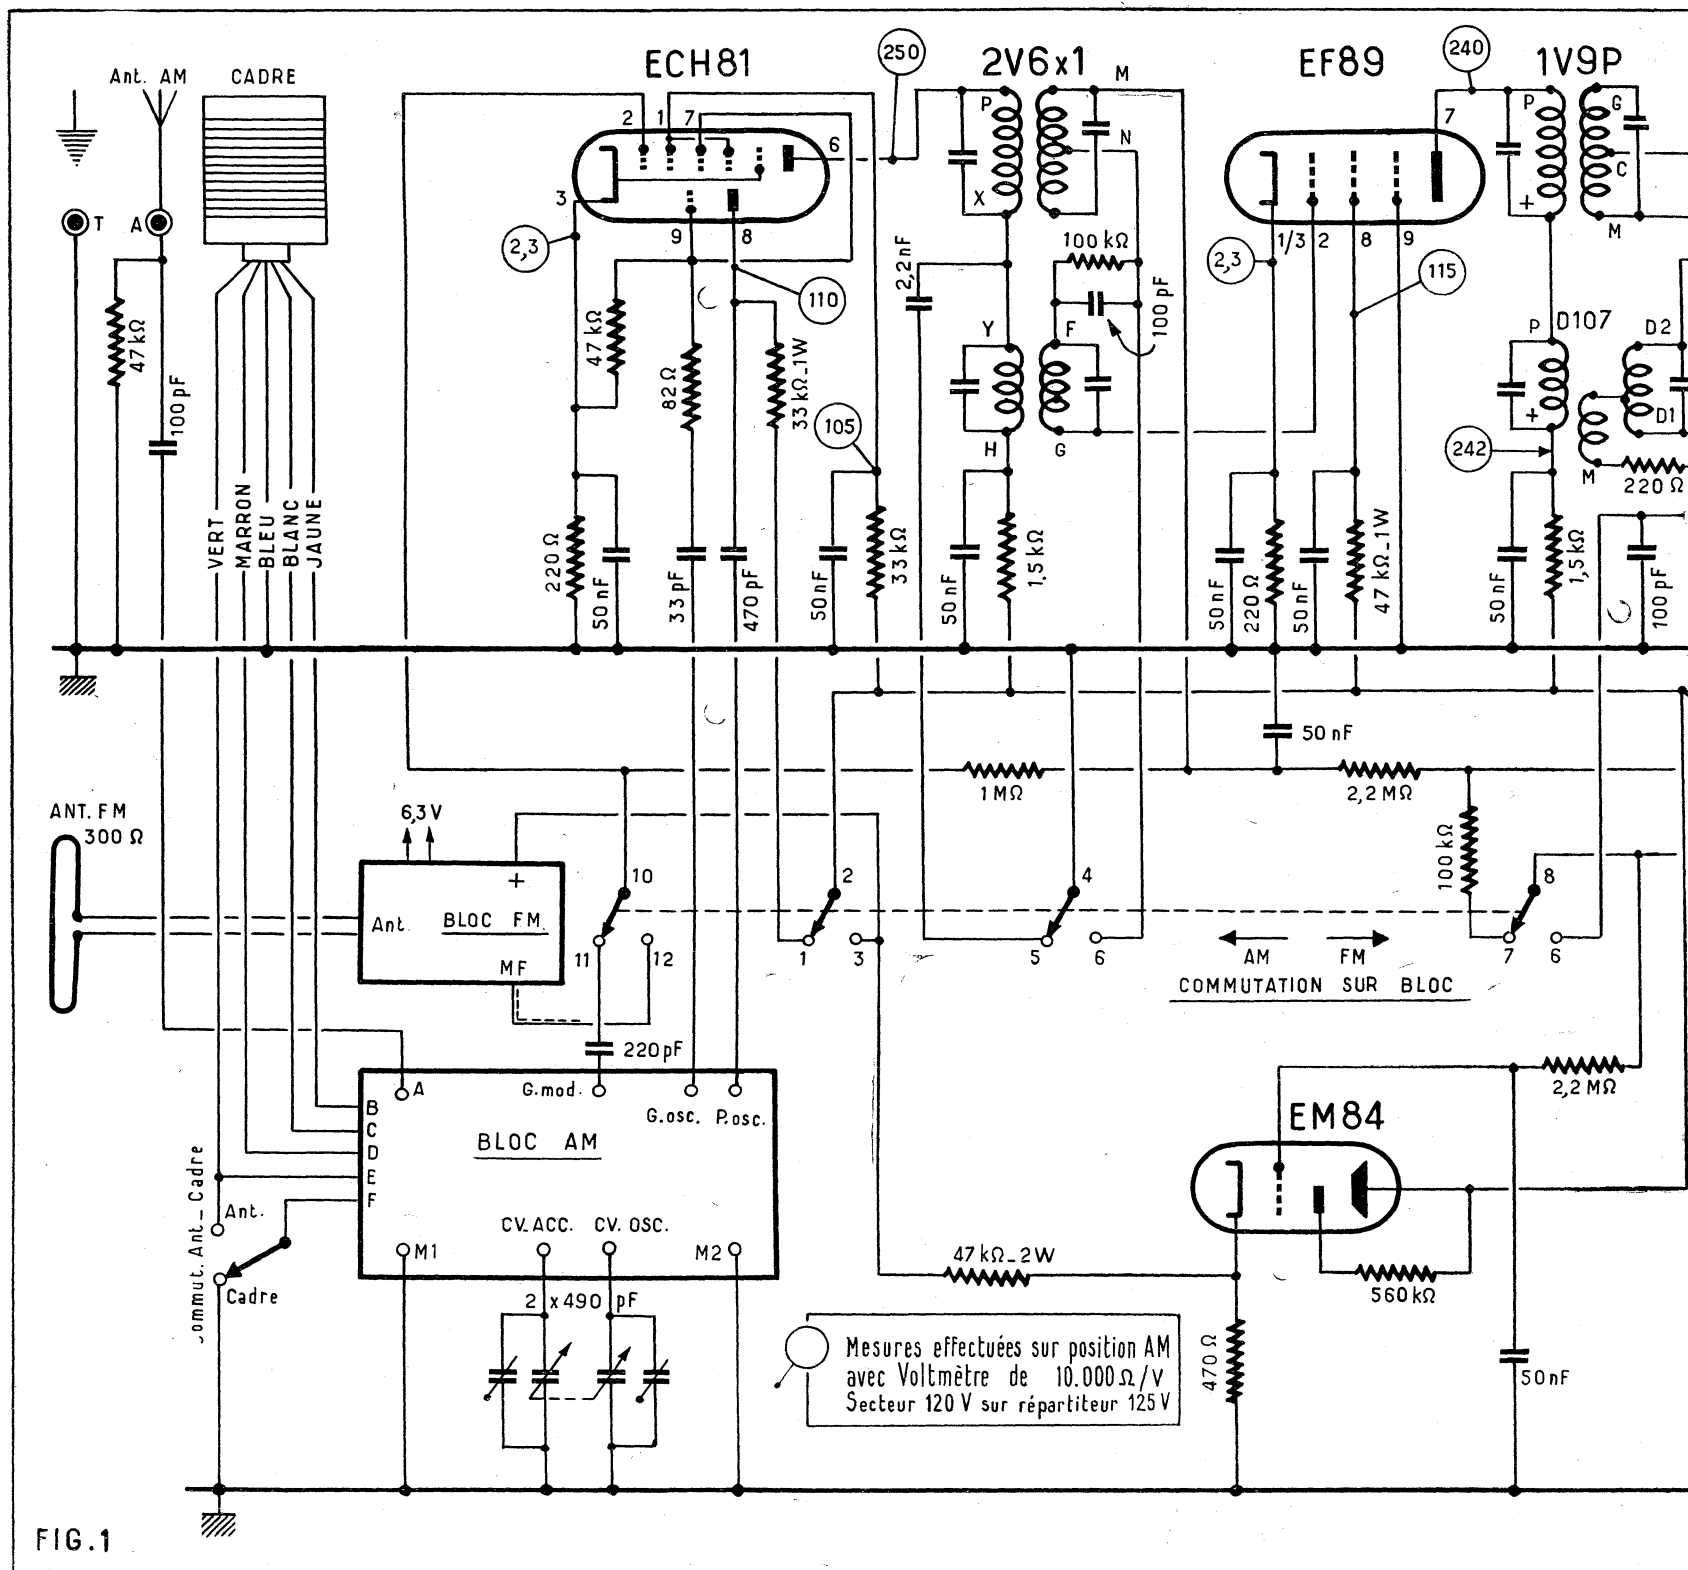 Ant. AM
CADRE
ECH81
250
2V6x1
M
EF89
240
1V9P
2 1 7
6
P
N
7
P
G
3
X
C
+
T
A
9 8
M
2,3
100 kΩ
2,3
1/3 2 8 9
110
2,2nF
115
100 pF
47 kΩ
47 kΩ
82 Ω
33 kΩ_1W
Y
F
P
D107
D2
100 pF
105
+
D1
H
G
242
M
220 Ω
VERT
MARRON
BLEU
BLANC
JAUNE
220 Ω
50 nF
33 pF
470 pF
50 nF
33 kΩ
50 nF
1,5 kΩ
50 nF
220 Ω
50 nF
47 kΩ_1W
50 nF
1,5 kΩ
100 pF
50 nF
1 MΩ
2,2 MΩ
ANT. FM
300 Ω
6,3 V
100 kΩ
+
10
2
4
8
Ant.
BLOC FM.
MF
11
12
1
3
5
6
7
6
AM
FM
COMMUTATION SUR BLOC
220 pF
2,2 MΩ
A
G.mod.
G.osc.
P.osc.
B
C
D
E
F
BLOC AM
EM84
ommut. Ant_Cadre
Ant.
CV. ACC.
CV. OSC.
M1
M2
Cadre
47 kΩ_2W
560 kΩ
2 x 490 pF
470 Ω
50 nF
Mesures effectuées sur position AM
avec Voltmètre de 10.000 Ω/V
Secteur 120 V sur répartiteur 125 V
FIG.1